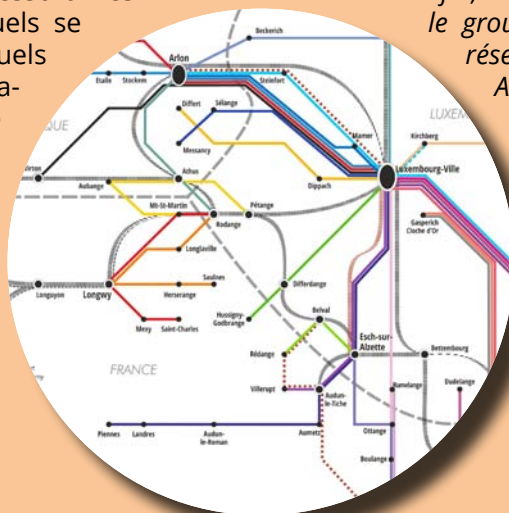 uels se
uels
a-
le grou
rése
A
Beckerich
Arlon
Etalle
Stockem
Steinfort
QUE
Differt
Sélange
LUXEM
Mamer
Kirchberg
Messancy
Luxembourg-Ville
Virton
Athus
Aubange
Dippach
Mt-St-Martin
Pétange
Rodange
Gasperich
Cloche d'Or
Longlaville
Longuyon
Longwy
Herserange
Saulnes
Differdange
Mexy
Saint-Charles
Hussigny-
Godbrange
Belval
Esch-sur-
Alzette
Rédange
Bettembourg
FRANCE
Villerupt
Audun-
le-Tiche
Rumelange
Dudelange
Piennes
Landres
Audun-
le-Roman
Aumetz
Ottange
Boulange